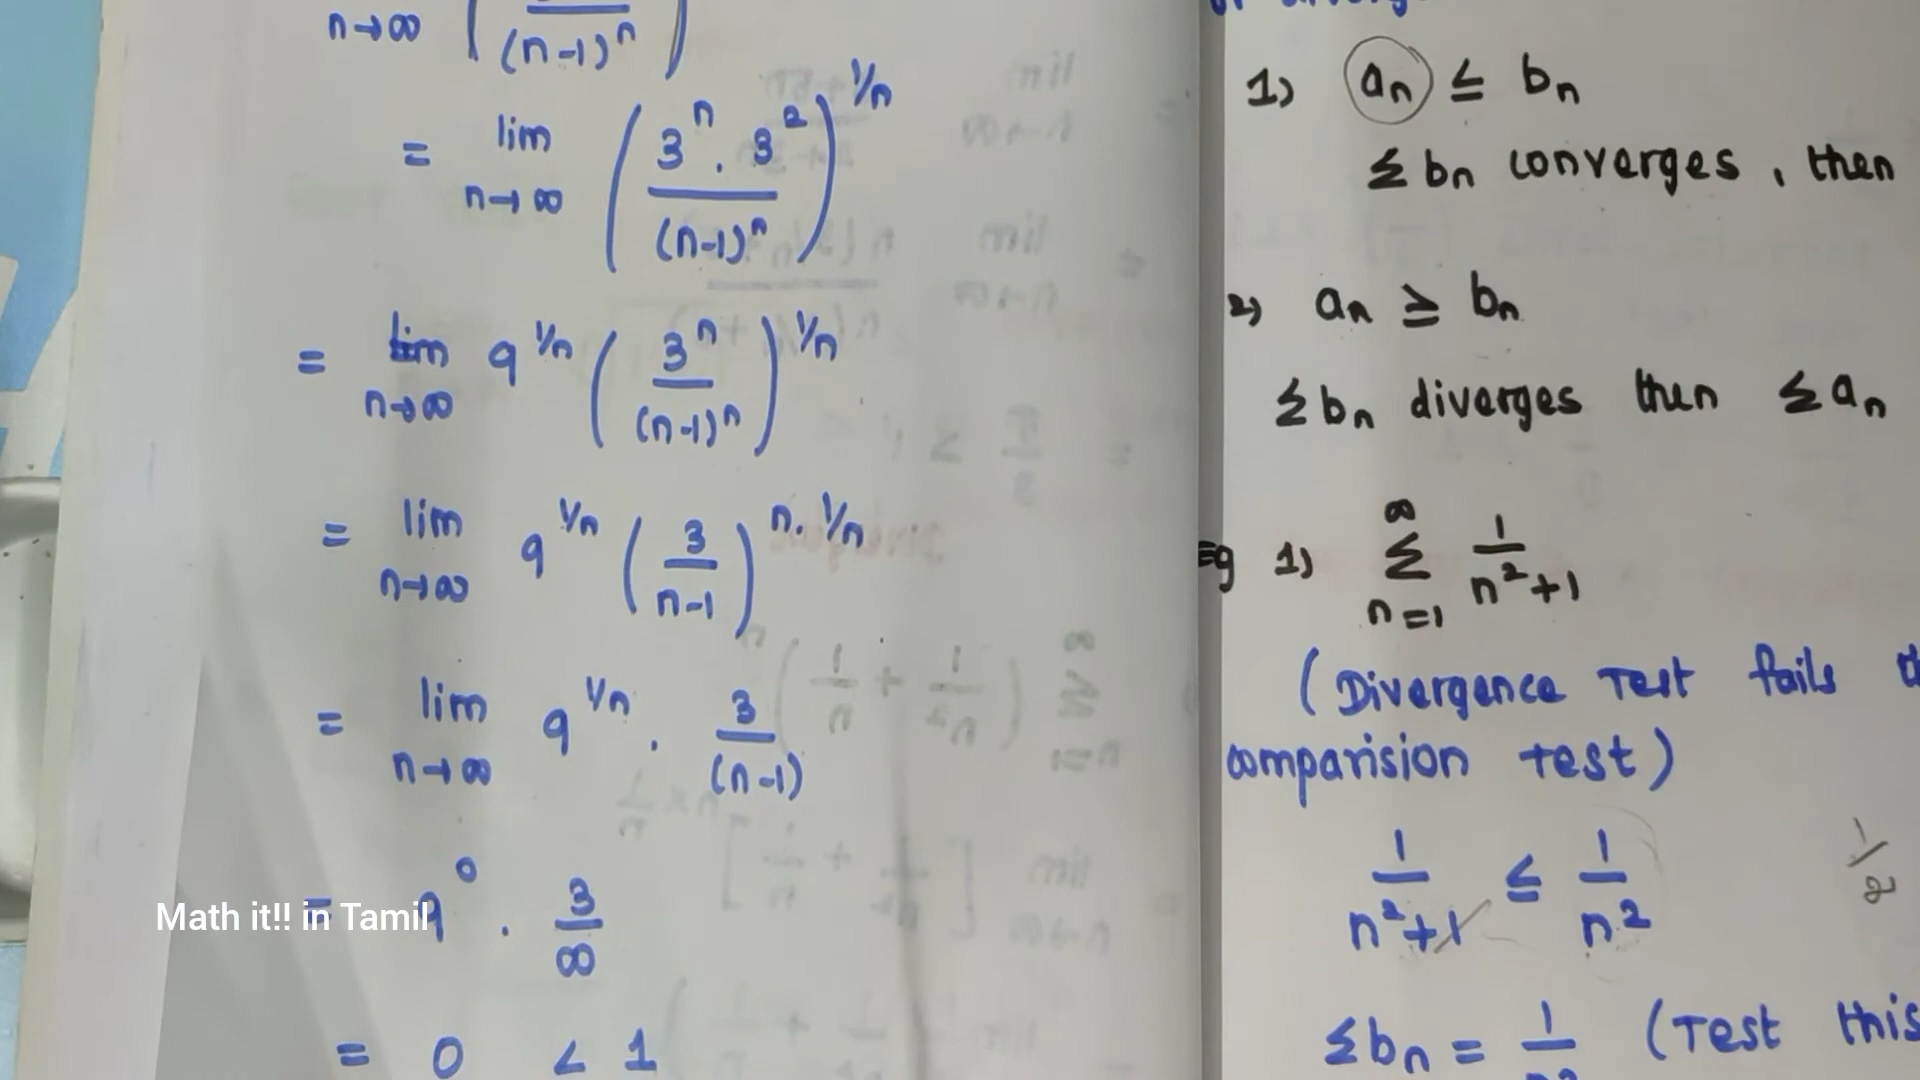 n→∞ (n-1)ⁿ
= lim n→∞ (3ⁿ . 3² / (n-1)ⁿ)^1/n
= lim n→∞ 9^1/n (3ⁿ / (n-1)ⁿ)^1/n
= lim n→∞ 9^1/n (3 / n-1)^n. 1/n
= lim n→∞ 9^1/n . 3 / (n-1)
= 9⁰ . 3 / ∞
Math it!! in Tamil
= 0 < 1
1) an ≤ bn
Σbn converges, then
2) an ≥ bn
Σbn diverges then Σan
Eg 1) ∞ Σ n=1 1 / n²+1
(Divergence Test fails
comparision test)
1 / n²+1 ≤ 1 / n²
1/2
Σbn = 1 / n² (Test this